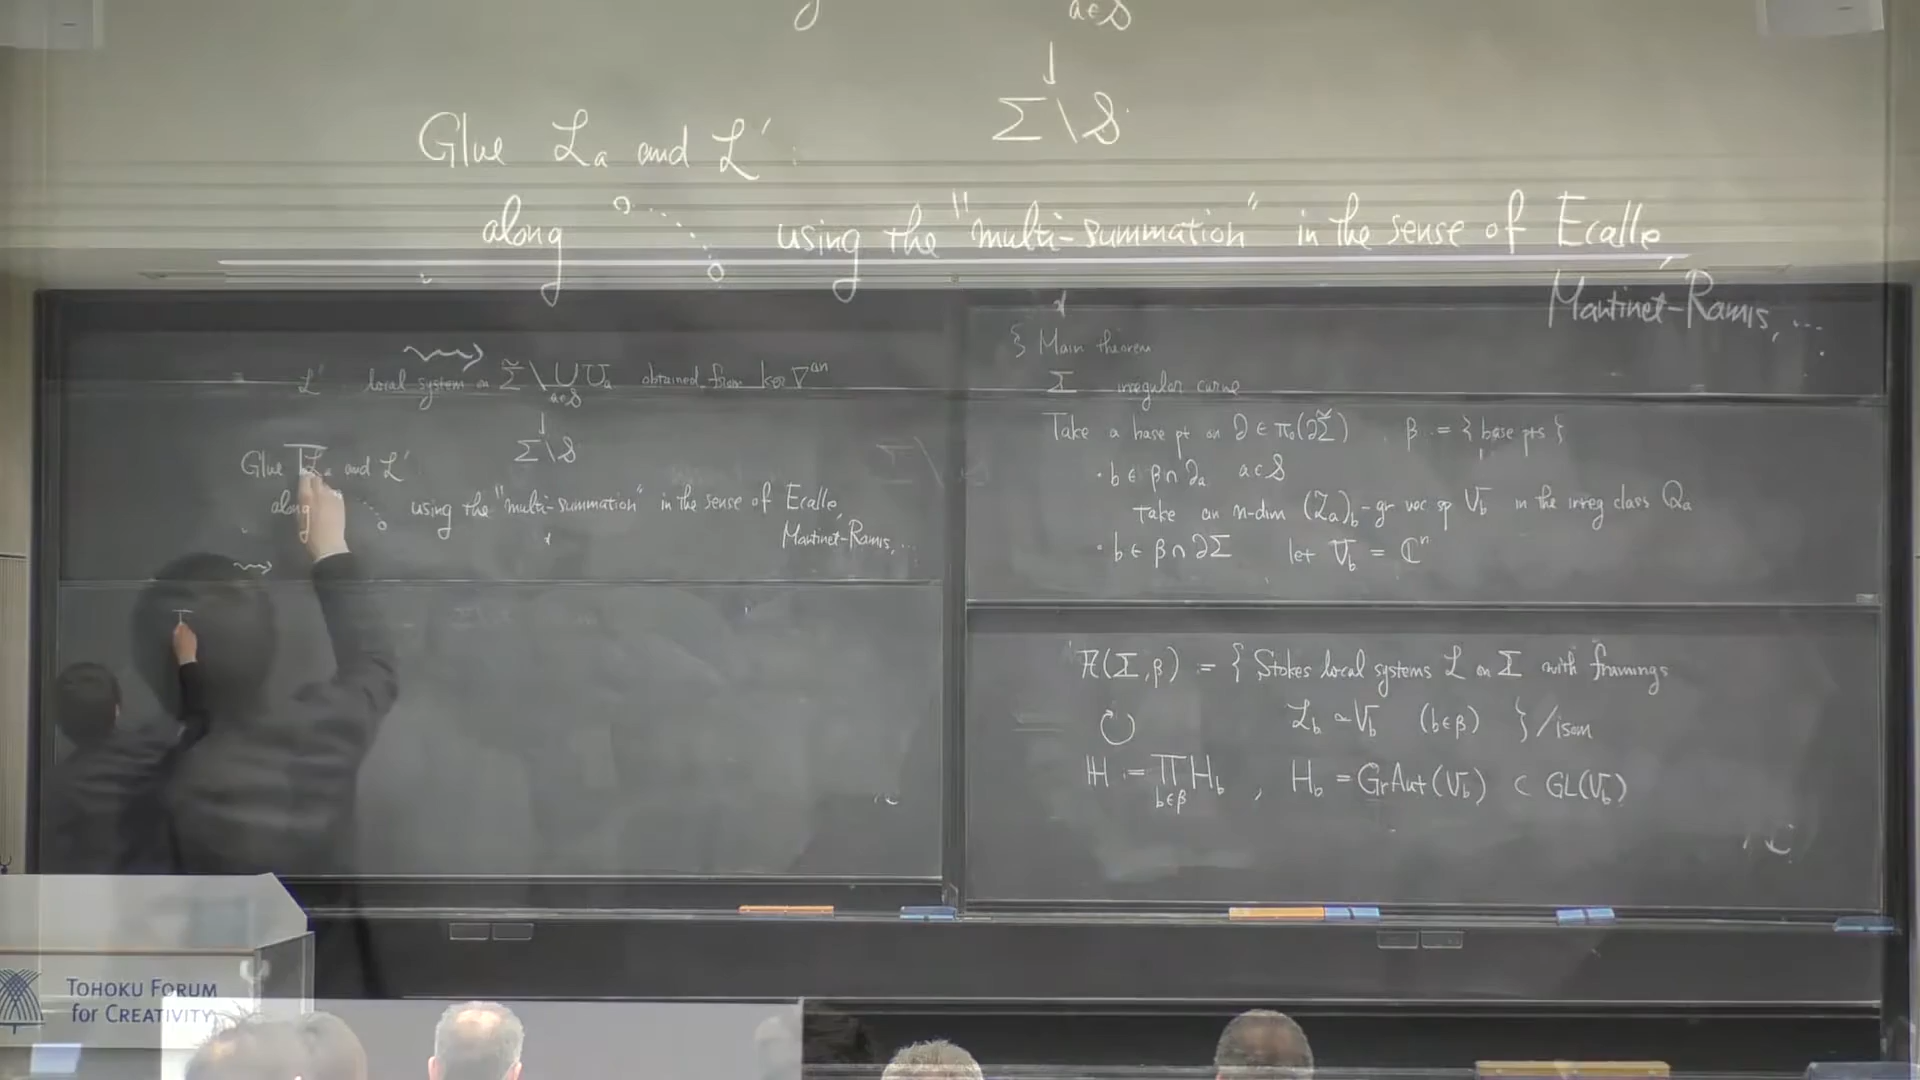 a∈𝒮
↓
Σ\𝒮
Glue ℒa and ℒ′
along using the "multi-summation" in the sense of Ecalle,
Martinet-Ramis, ...
ℒ′ local system on Σ̃ \ ∪ Ua obtained from ker ∇^an
a∈𝒮
↓
Σ\𝒮
Glue ℒa and ℒ′
along using the "multi-summation" in the sense of Ecalle,
Martinet-Ramis, ...
§ Main theorem
Σ irregular curve
Take a base pt on ∂ ∈ π₀(∂Σ̃) β := { base pts }
· b ∈ β ∩ ∂a a ∈ 𝒮
Take an n-dim (ℐa)b-gr vec sp Vb in the irreg class Qa
· b ∈ β ∩ ∂Σ let Vb = ℂⁿ
ℛ(Σ, β) = { Stokes local systems ℒ on Σ with framings
ℒb ≃ Vb (b∈β) } / isom
↻
ℍ := ∏ Hb , Hb = GrAut(Vb) ⊂ GL(Vb)
b∈β
TOHOKU FORUM
for CREATIVITY